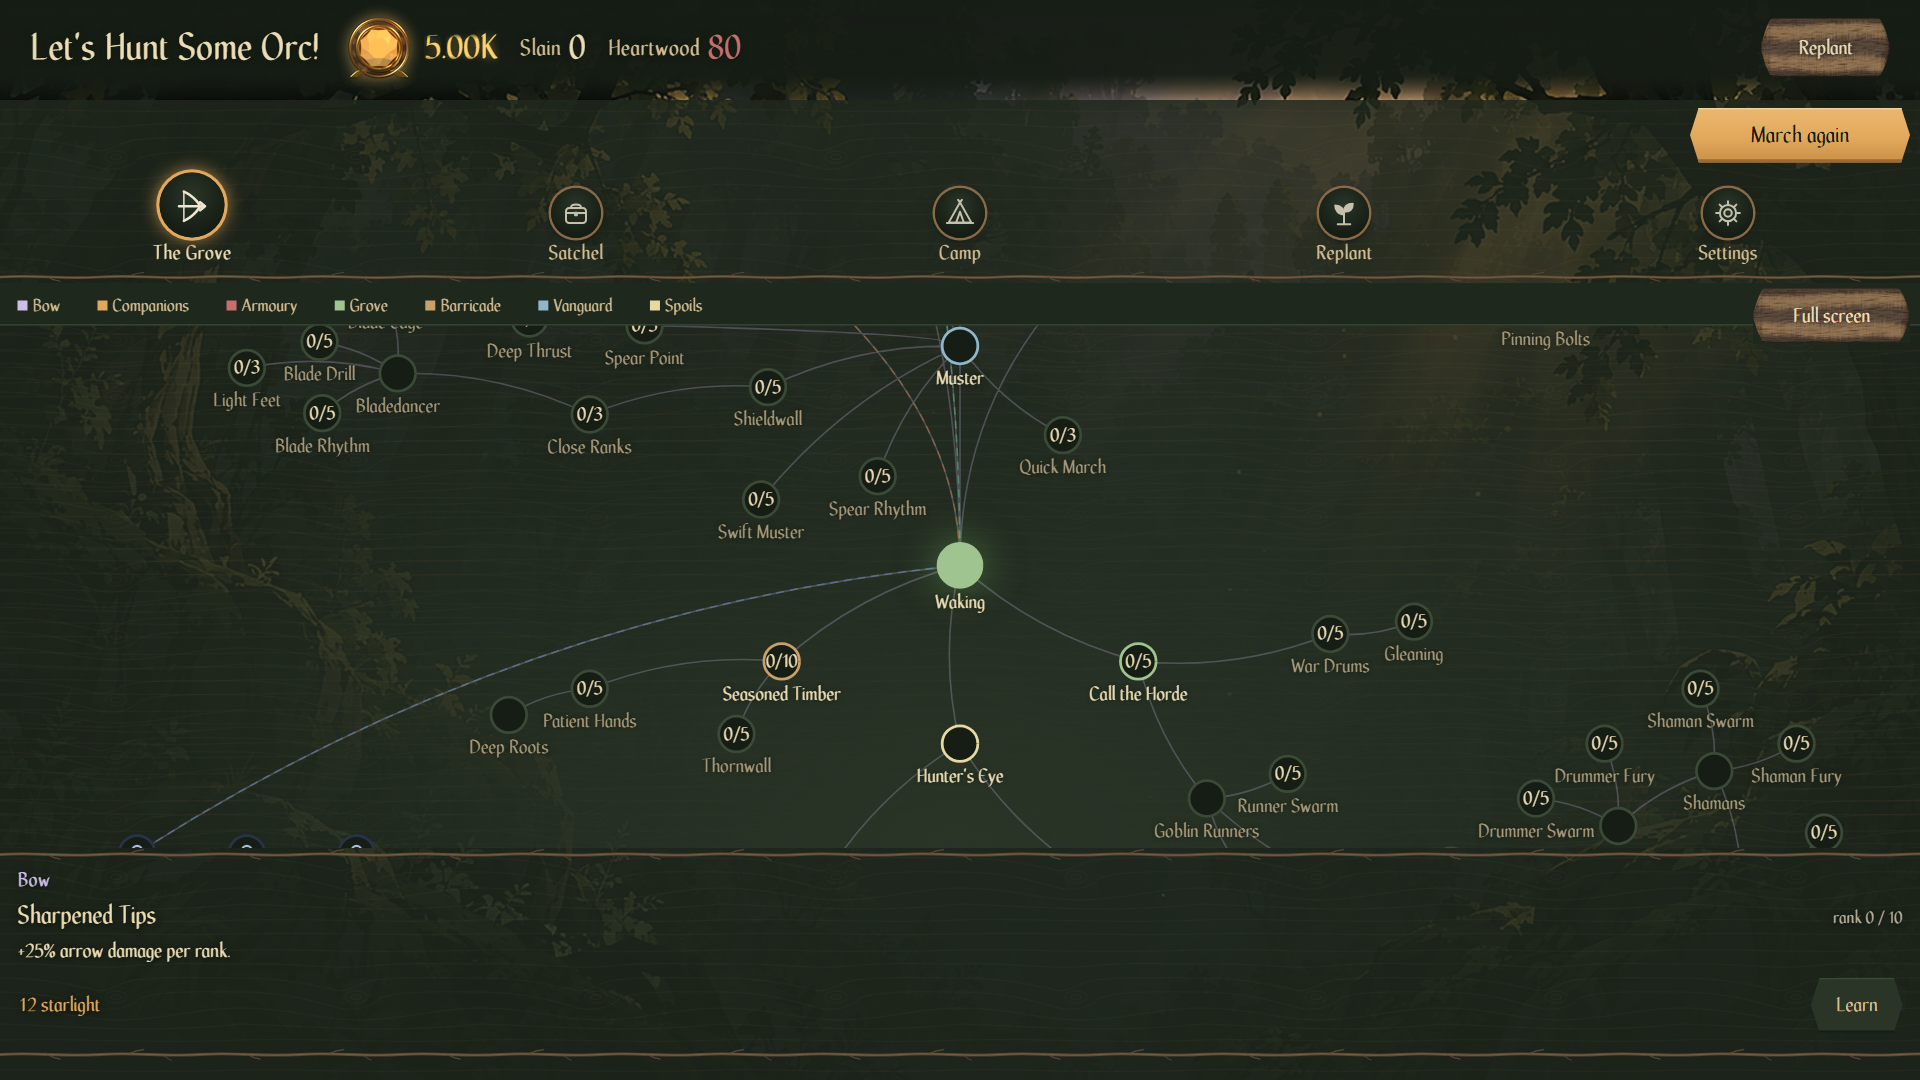 Let's Hunt Some Orc!
5.00K
Slain 0
Heartwood 80
Replant
March again
The Grove
Satchel
Camp
Replant
Settings
Bow
Companions
Armoury
Grove
Barricade
Vanguard
Spoils
Full screen
0/5
Deep Thrust
Spear Point
Pinning Bolts
0/3
Blade Drill
Light Feet
Muster
0/5
Bladedancer
Shieldwall
0/5
Blade Rhythm
0/3
Close Ranks
0/3
Quick March
0/5
Spear Rhythm
0/5
Swift Muster
Waking
0/5
Gleaning
0/5
War Drums
0/10
Seasoned Timber
0/5
Call the Horde
0/5
Patient Hands
Deep Roots
0/5
Shaman Swarm
0/5
Thornwall
Hunter's Eye
0/5
Drummer Fury
0/5
Shaman Fury
0/5
Runner Swarm
Goblin Runners
Shamans
0/5
Drummer Swarm
0/5
Bow
Sharpened Tips
rank 0 / 10
+25% arrow damage per rank.
12 starlight
Learn